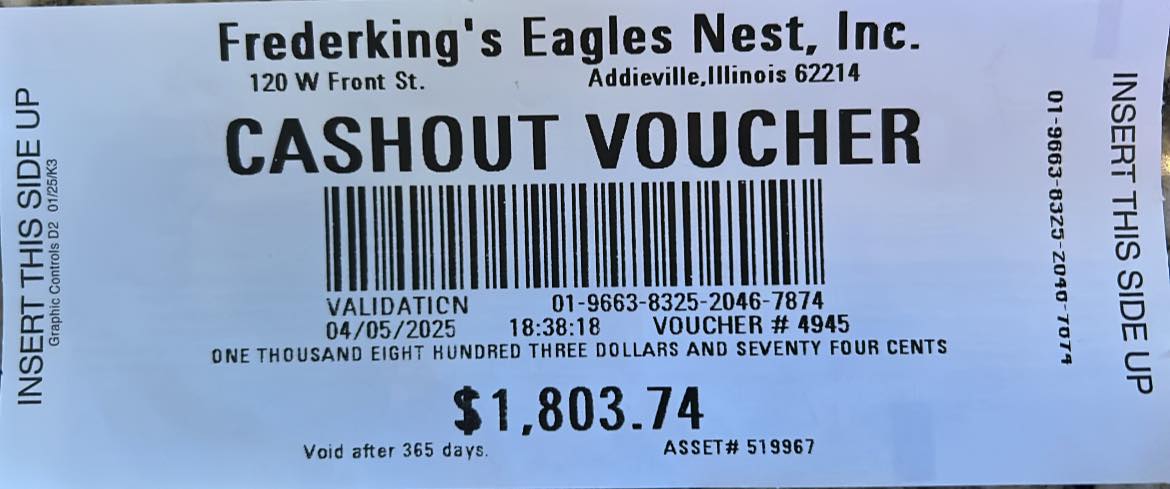 Frederking's Eagles Nest, Inc.
120 W Front St. Addieville,Illinois 62214
CASHOUT VOUCHER
VALIDATION 01-9663-8325-2046-7874
04/05/2025 18:38:18 VOUCHER # 4945
ONE THOUSAND EIGHT HUNDRED THREE DOLLARS AND SEVENTY FOUR CENTS
$1,803.74
Void after 365 days. ASSET# 519967
INSERT THIS SIDE UP
Graphic Controls D2 01/25/K3
01-9663-8325-2046-7874
INSERT THIS SIDE UP